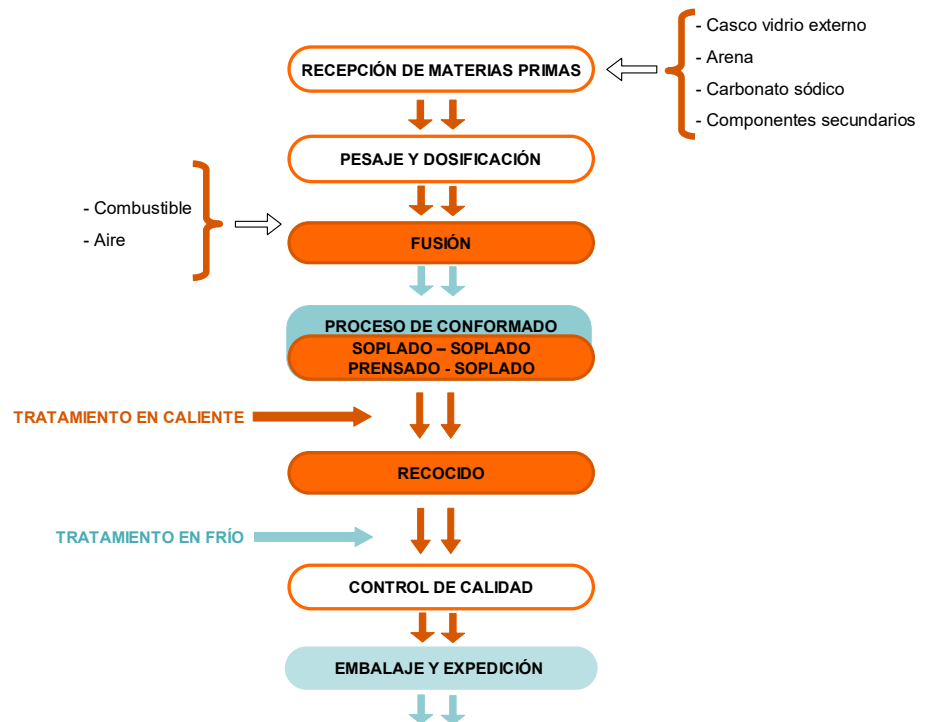 - Casco vidrio externo
- Arena
- Carbonato sódico
- Componentes secundarios
RECEPCIÓN DE MATERIAS PRIMAS
PESAJE Y DOSIFICACIÓN
- Combustible
- Aire
FUSIÓN
PROCESO DE CONFORMADO
SOPLADO – SOPLADO
PRENSADO - SOPLADO
TRATAMIENTO EN CALIENTE
RECOCIDO
TRATAMIENTO EN FRÍO
CONTROL DE CALIDAD
EMBALAJE Y EXPEDICIÓN